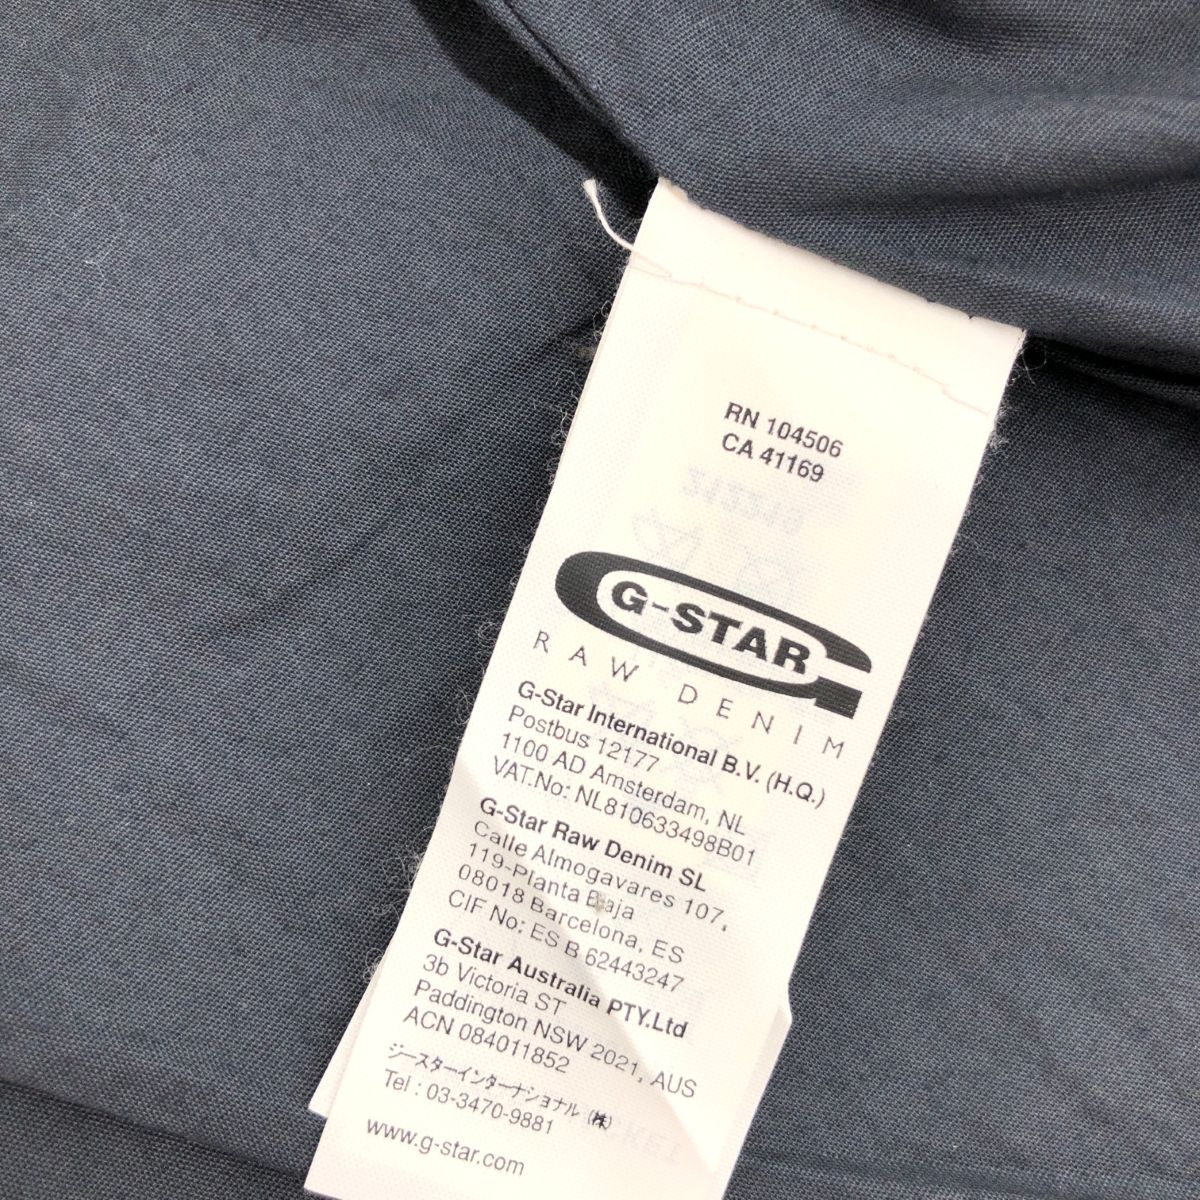 RN 104506
CA 41169
G-STAR
RAW DENIM
G-Star International B.V. (H.Q.)
Postbus 12177
1100 AD Amsterdam, NL
VAT.No: NL810633498B01
G-Star Raw Denim SL
Calle Almogavares 107,
119-Planta Baja
08018 Barcelona, ES
CIF No; ES B 62443247
G-Star Australia PTY.Ltd
3b Victoria ST
Paddington NSW 2021, AUS
ACN 084011852
ジースターインターナショナル (株)
Tel : 03-3470-9881
www.g-star.com